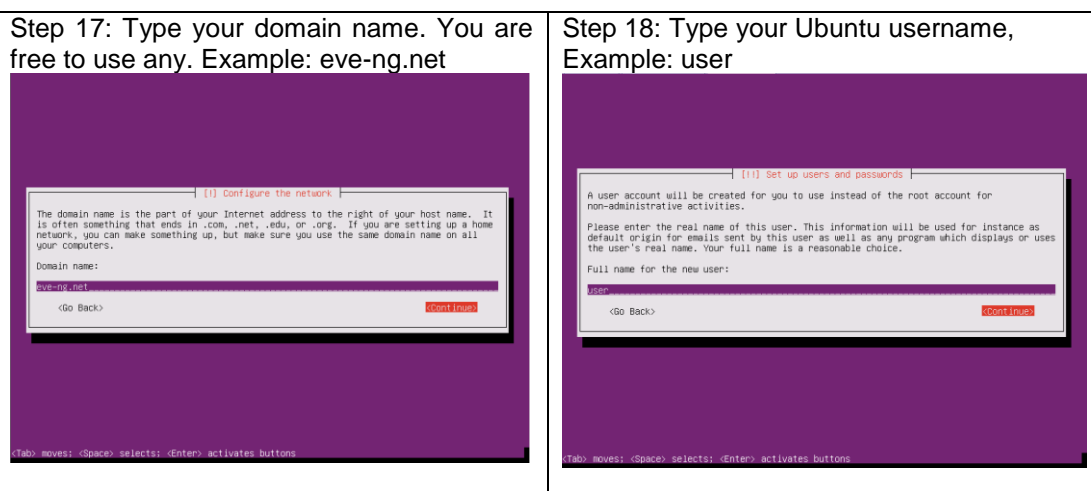 Step 17: Type your domain name. You are
free to use any. Example: eve-ng.net
[!] Configure the network
The domain name is the part of your Internet address to the right of your host name. It
is often something that ends in .com, .net, .edu, or .org. If you are setting up a home
network, you can make something up, but make sure you use the same domain name on all
your computers.
Domain name:
eve-ng.net
<Go Back> <Continue>
<Tab> moves; <Space> selects; <Enter> activates buttons
Step 18: Type your Ubuntu username,
Example: user
[!!] Set up users and passwords
A user account will be created for you to use instead of the root account for
non-administrative activities.
Please enter the real name of this user. This information will be used for instance as
default origin for emails sent by this user as well as any program which displays or uses
the user's real name. Your full name is a reasonable choice.
Full name for the new user:
user
<Go Back> <Continue>
<Tab> moves; <Space> selects; <Enter> activates buttons